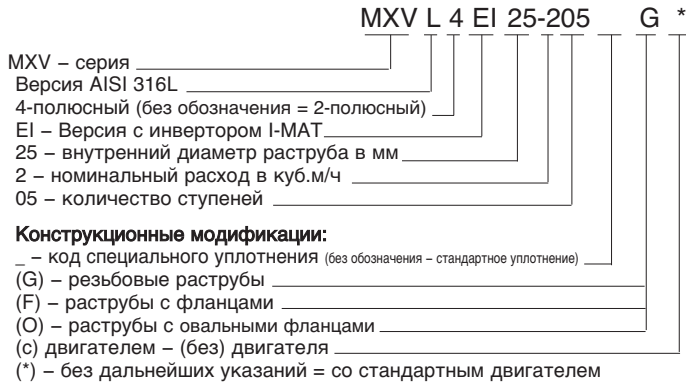 MXV L 4 EI 25-205 _ G *
MXV – серия
Версия AISI 316L
4-полюсный (без обозначения = 2-полюсный)
EI – Версия с инвертором I-MAT
25 – внутренний диаметр раструба в мм
2 – номинальный расход в куб.м/ч
05 – количество ступеней
Конструкционные модификации:
_ – код специального уплотнения (без обозначения – стандартное уплотнение)
(G) – резьбовые раструбы
(F) – раструбы с фланцами
(O) – раструбы с овальными фланцами
(с) двигателем – (без) двигателя
(*) – без дальнейших указаний = со стандартным двигателем